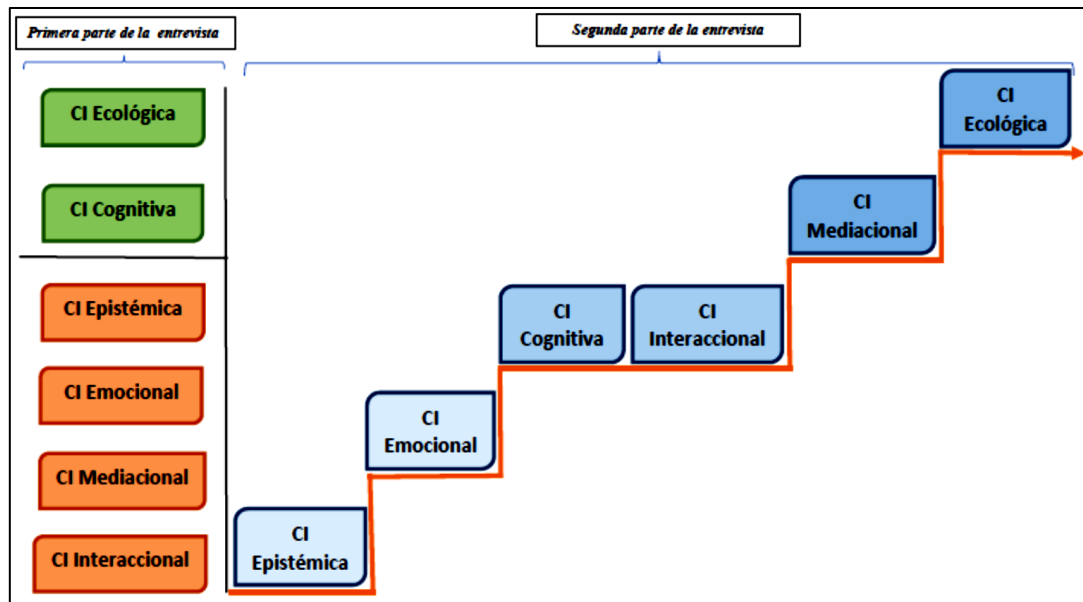 Primera parte de la entrevista
Segunda parte de la entrevista
CI Ecológica
CI Cognitiva
CI Epistémica
CI Emocional
CI Mediacional
CI Interaccional
CI
Epistémica
CI
Emocional
CI
Cognitiva
CI
Interaccional
CI
Mediacional
CI
Ecológica